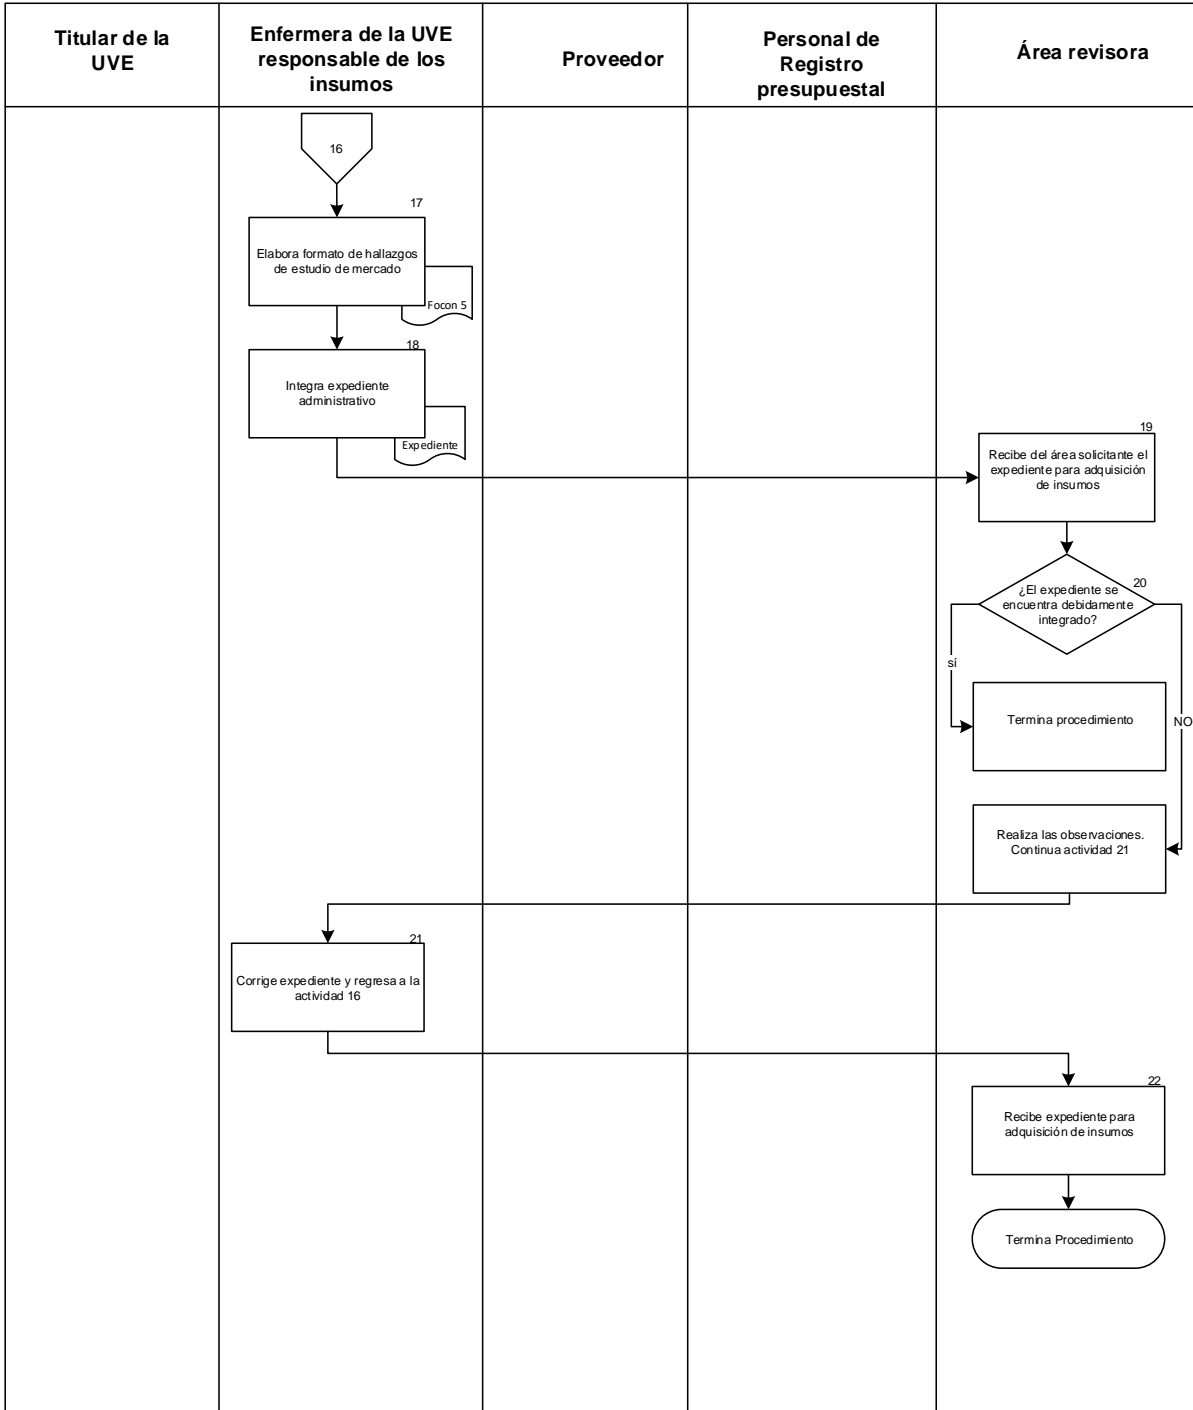 Titular de la
UVE
Enfermera de la UVE
responsable de los
insumos
Proveedor
Personal de
Registro
presupuestal
Área revisora
16
17
Elabora formato de hallazgos
de estudio de mercado
Focon 5
18
Integra expediente
administrativo
Expediente
19
Recibe del área solicitante el
expediente para adquisición
de insumos
20
¿El expediente se
encuentra debidamente
integrado?
sí
Termina procedimiento
NO
Realiza las observaciones.
Continua actividad 21
21
Corrige expediente y regresa a la
actividad 16
22
Recibe expediente para
adquisición de insumos
Termina Procedimiento